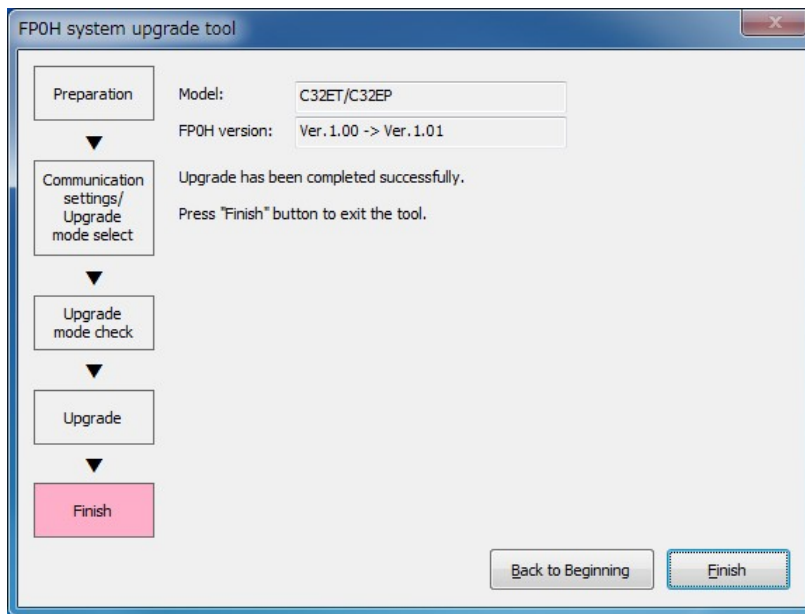 FP0H system upgrade tool
Preparation
Communication
settings/
Upgrade
mode select
Upgrade
mode check
Upgrade
Finish
Model: C32ET/C32EP
FP0H version: Ver.1.00 -> Ver.1.01
Upgrade has been completed successfully.
Press "Finish" button to exit the tool.
Back to Beginning Finish